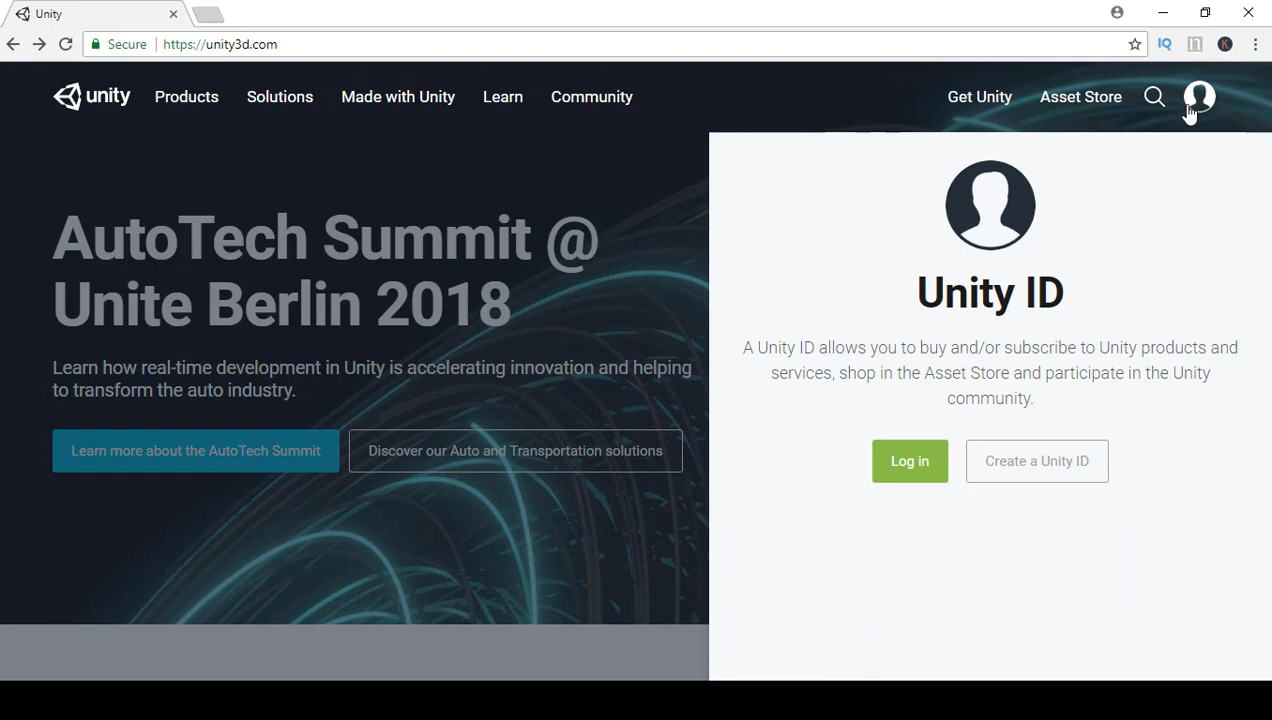 Unity
Secure https://unity3d.com
IQ
K
unity Products Solutions Made with Unity Learn Community Get Unity Asset Store
AutoTech Summit @
Unite Berlin 2018
Learn how real-time development in Unity is accelerating innovation and helping
to transform the auto industry.
Learn more about the AutoTech Summit Discover our Auto and Transportation solutions
Unity ID
A Unity ID allows you to buy and/or subscribe to Unity products and
services, shop in the Asset Store and participate in the Unity
community.
Log in Create a Unity ID